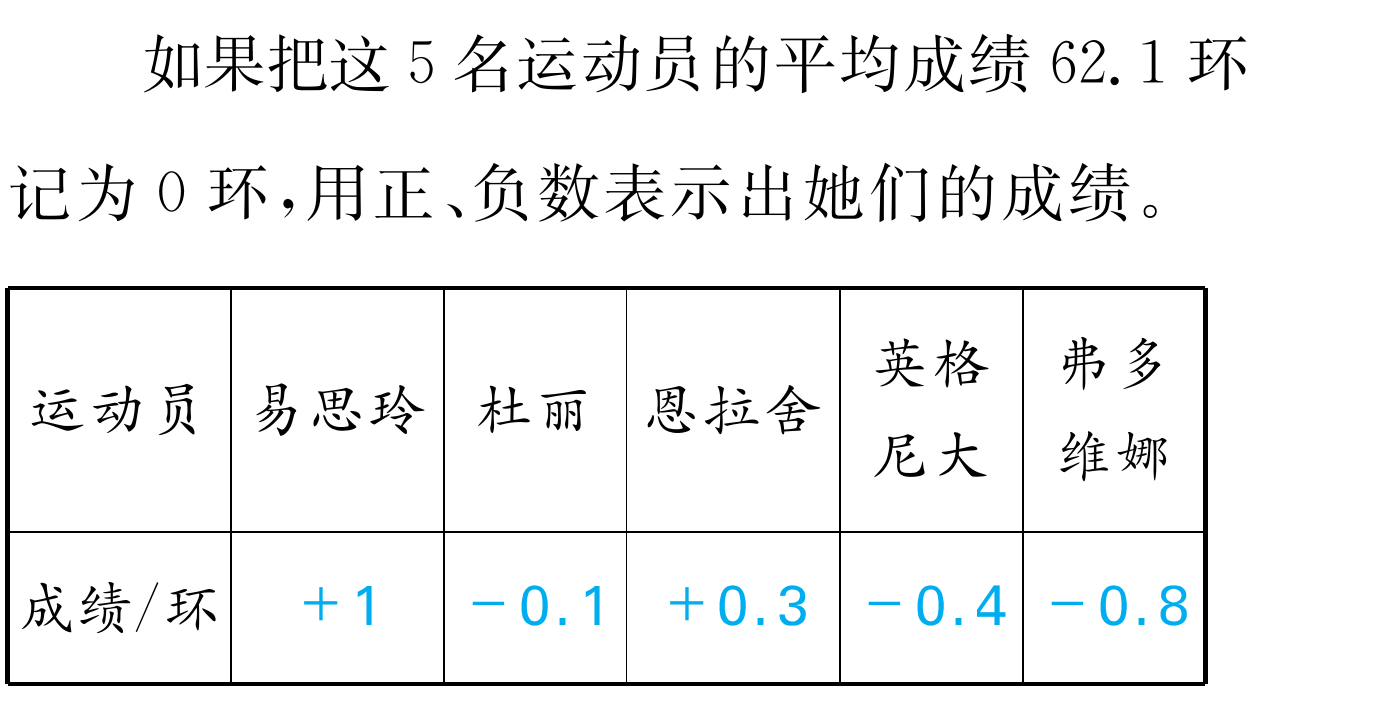 如果把这 5 名运动员的平均成绩 62.1 环
记为 0 环,用正、负数表示出她们的成绩。
运动员 易思玲 杜丽 恩拉舍 英格尼大 弗多维娜
成绩/环 +1 -0.1 +0.3 -0.4 -0.8